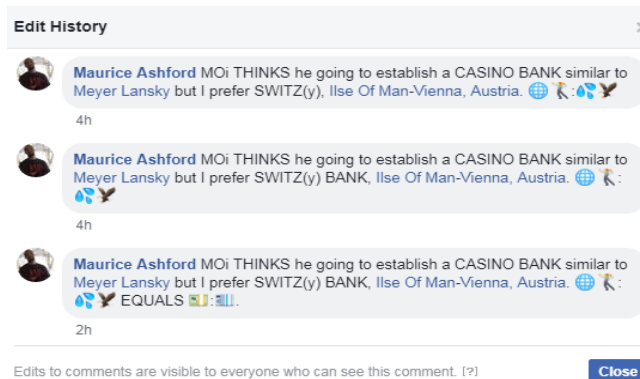 Edit History
Maurice Ashford MOi THINKS he going to establish a CASINO BANK similar to
Meyer Lansky but I prefer SWITZ(y), Ilse Of Man-Vienna, Austria. 🌐 🏌:💦🦅
4h
Maurice Ashford MOi THINKS he going to establish a CASINO BANK similar to
Meyer Lansky but I prefer SWITZ(y) BANK, Ilse Of Man-Vienna, Austria. 🌐 🏌:
💦🦅
4h
Maurice Ashford MOi THINKS he going to establish a CASINO BANK similar to
Meyer Lansky but I prefer SWITZ(y) BANK, Ilse Of Man-Vienna, Austria. 🌐 🏌:
💦🦅 EQUALS 💵:💶.
2h
Edits to comments are visible to everyone who can see this comment. [?]
Close